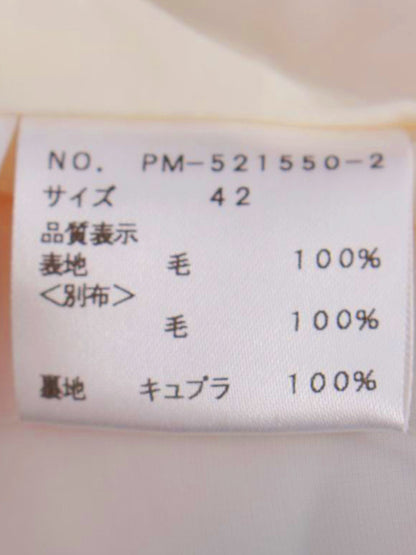 NO. PM-521550-2
サイズ 42
品質表示
表地 毛 100%
<別布>
毛 100%
裏地 キュプラ 100%